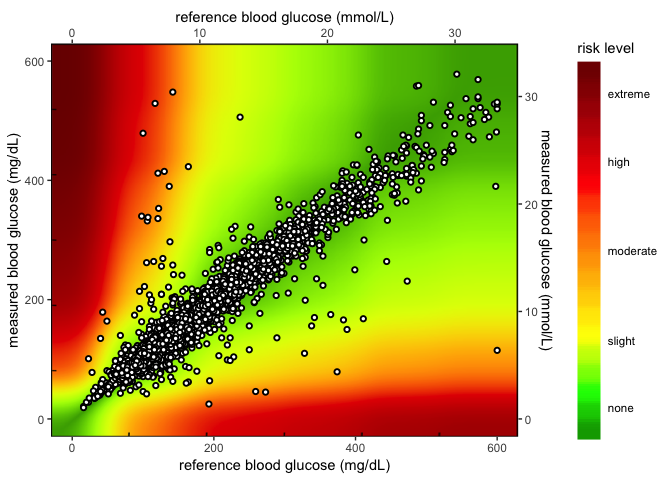 reference blood glucose (mmol/L)
0 10 20 30
risk level
600
400
200
0
measured blood glucose (mg/dL)
30
20
10
0
measured blood glucose (mmol/L)
extreme
high
moderate
slight
none
0 200 400 600
reference blood glucose (mg/dL)